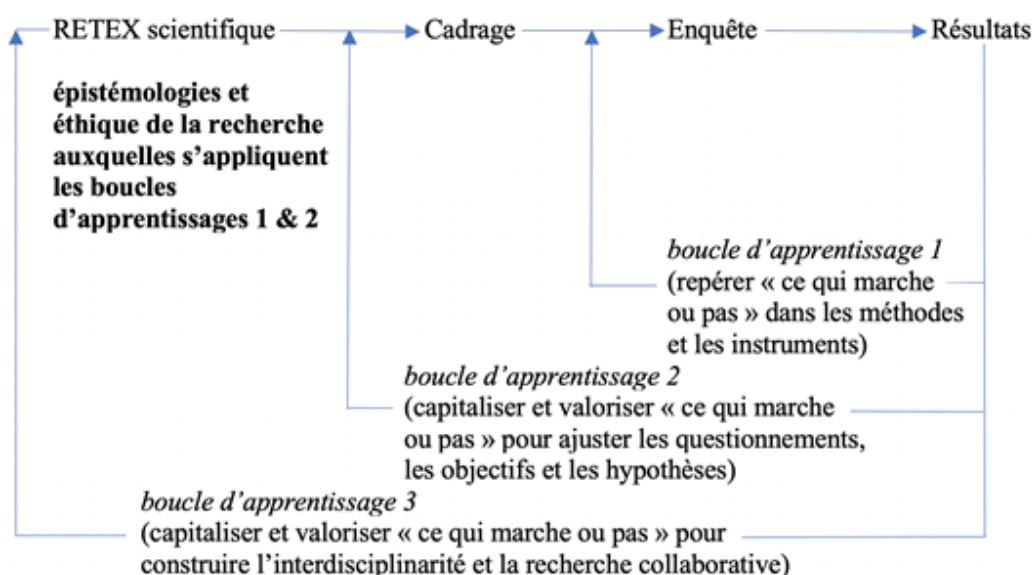 RETEX scientifique
Cadrage
Enquête
Résultats
épistémologies et
éthique de la recherche
auxquelles s'appliquent
les boucles
d'apprentissages 1 & 2
boucle d'apprentissage 1
(repérer « ce qui marche
ou pas » dans les méthodes
et les instruments)
boucle d'apprentissage 2
(capitaliser et valoriser « ce qui marche
ou pas » pour ajuster les questionnements,
les objectifs et les hypothèses)
boucle d'apprentissage 3
(capitaliser et valoriser « ce qui marche ou pas » pour
construire l'interdisciplinarité et la recherche collaborative)